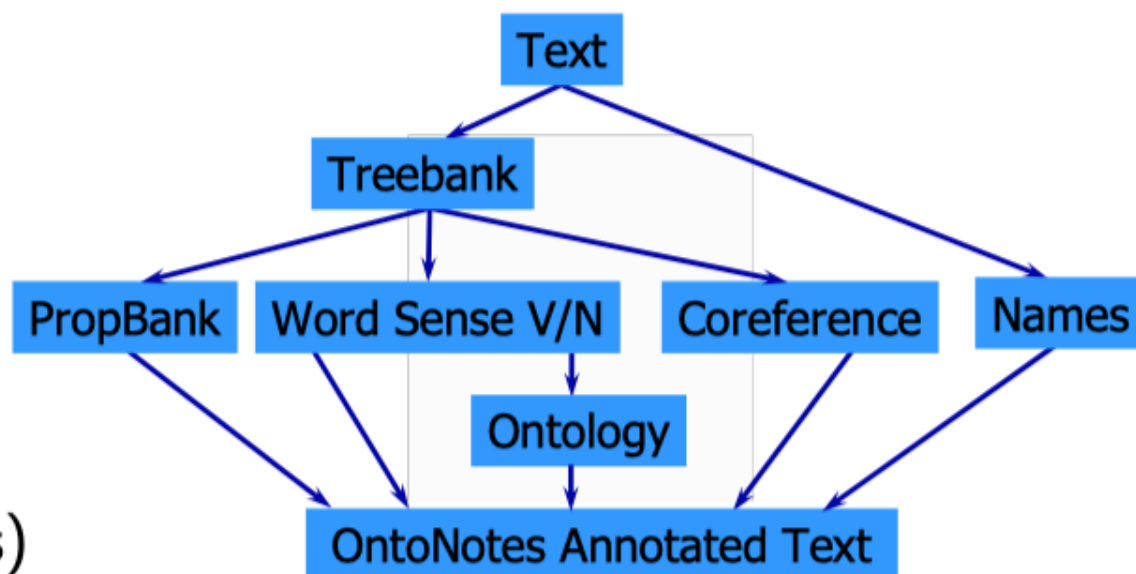 Text
Treebank
PropBank
Word Sense V/N
Coreference
Names
Ontology
s)
OntoNotes Annotated Text